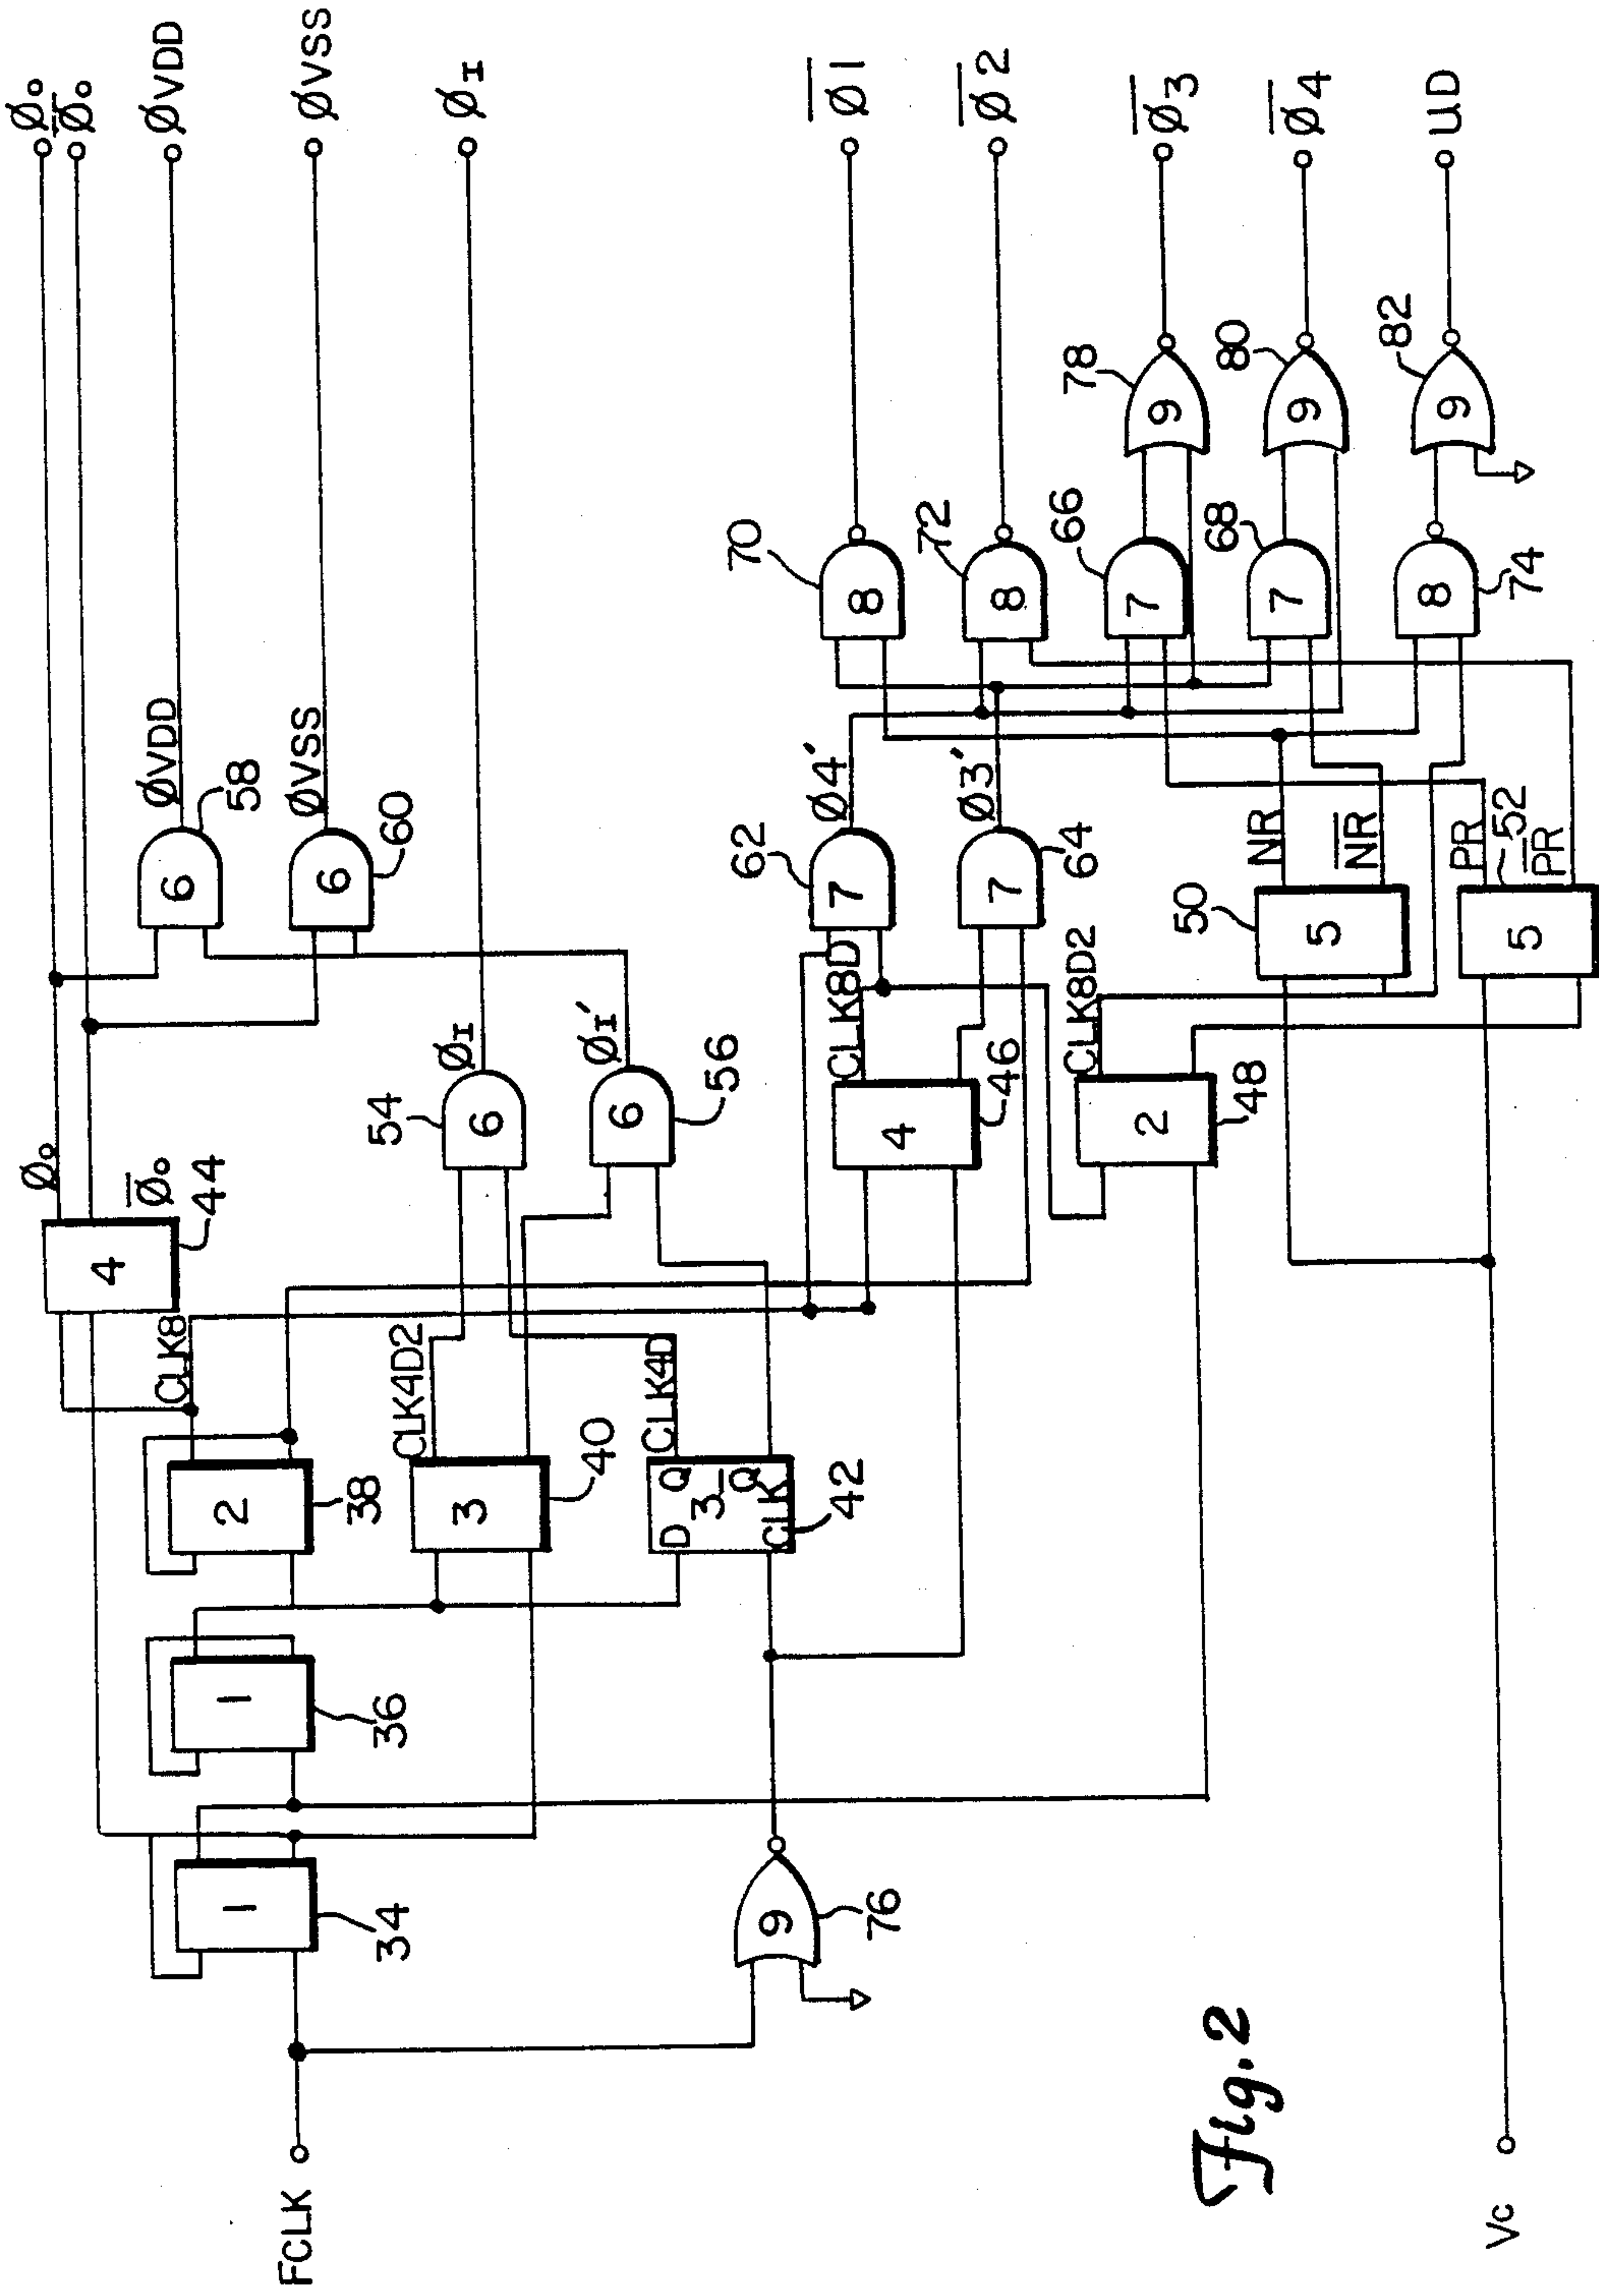 Ø₀
Ø̅₀
ØVDD
ØVSS
Øɪ
Ø̅1
Ø̅2
Ø̅3
Ø̅4
UD
ØVDD
6
58
ØVSS
6
60
Ø₀
Ø̅₀
4
44
Øɪ
54
6
Øɪ'
6
56
70
8
72
8
66
7
78
9
68
7
80
9
8
74
82
9
Ø4'
62
7
Ø3'
7
64
CLK8
2
38
CLK4D2
3
40
CLK4D
D Q
3 Q̅
CLK
42
CLK8D
4
46
CLK8D2
2
48
NR
N̅R̅
50
5
PR
52
P̅R̅
5
1
36
1
34
9
76
FCLK
Vc
Fig. 2